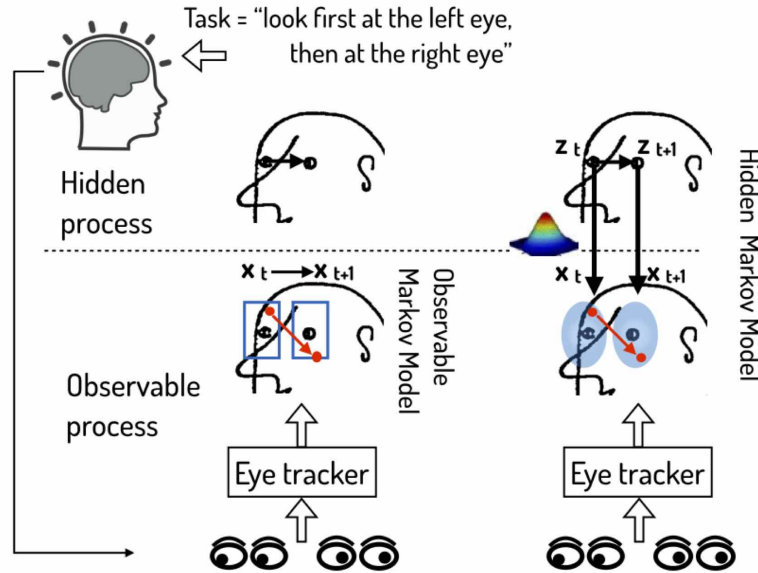 Task = “look first at the left eye,
then at the right eye”
Hidden
process
z t
z t+1
Hidden Markov Model
x t
x t+1
Observable
Markov Model
x t
x t+1
Observable
process
Eye tracker
Eye tracker